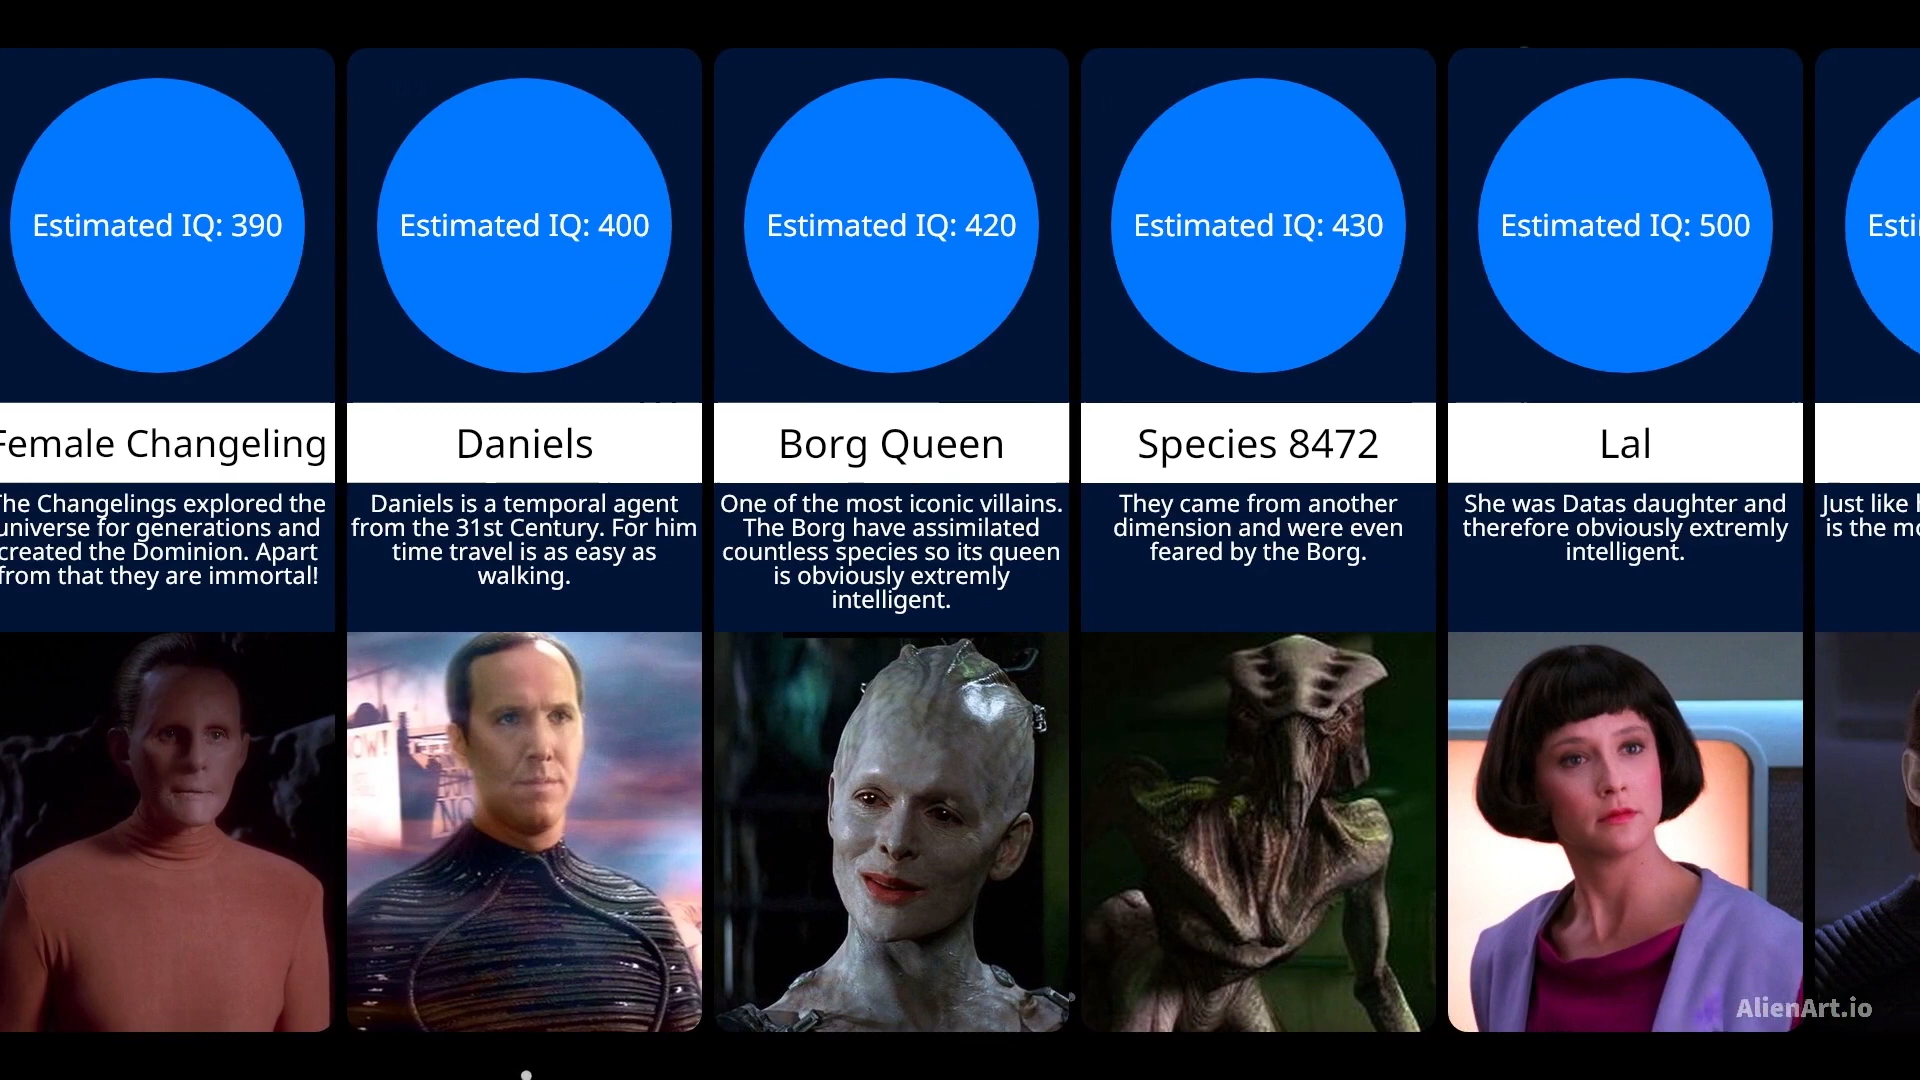 Estimated IQ: 390
Female Changeling
The Changelings explored the
universe for generations and
created the Dominion. Apart
from that they are immortal!
Estimated IQ: 400
Daniels
Daniels is a temporal agent
from the 31st Century. For him
time travel is as easy as
walking.
Estimated IQ: 420
Borg Queen
One of the most iconic villains.
The Borg have assimilated
countless species so its queen
is obviously extremly
intelligent.
Estimated IQ: 430
Species 8472
They came from another
dimension and were even
feared by the Borg.
Estimated IQ: 500
Lal
She was Datas daughter and
therefore obviously extremely
intelligent.
Just like
is the
AlienArt.io